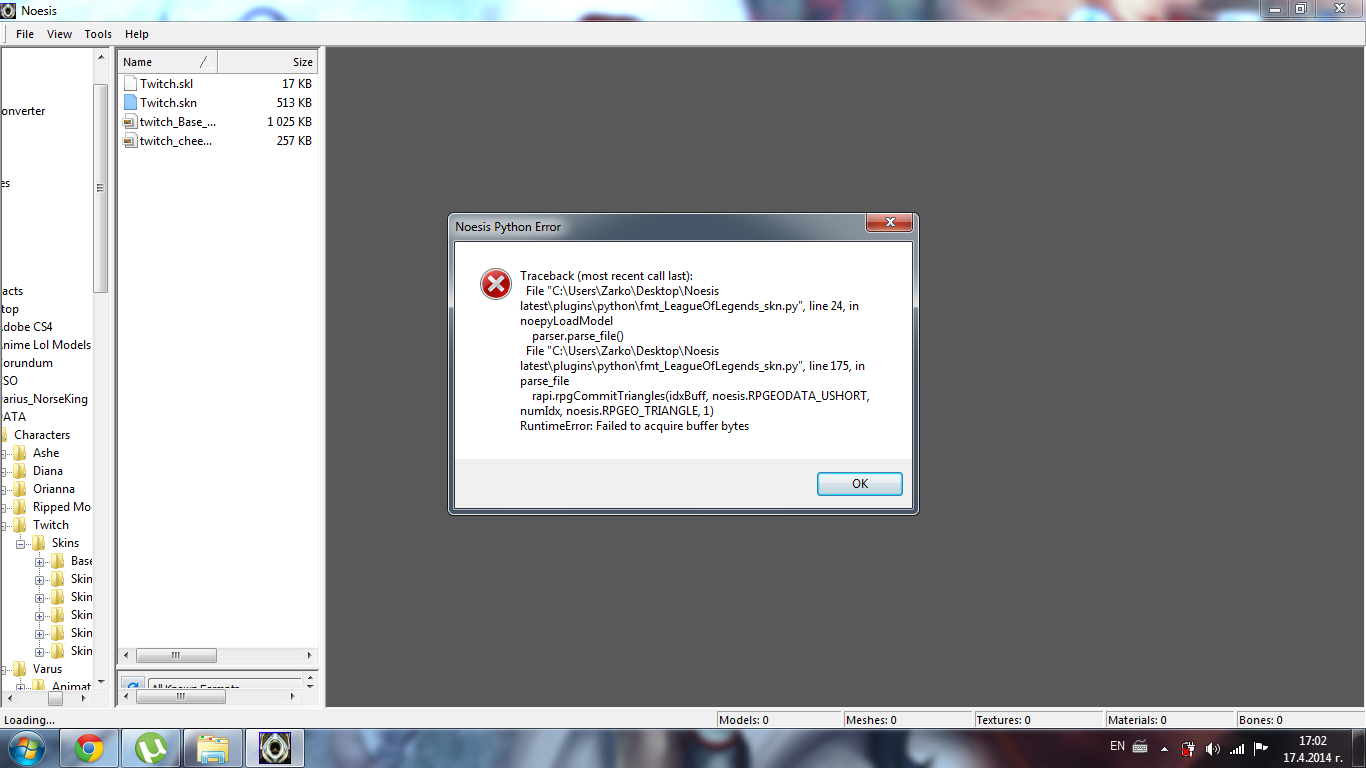 Noesis
File View Tools Help
Name Size
Twitch.skl 17 KB
Twitch.skn 513 KB
twitch_Base_... 1 025 KB
twitch_chee... 257 KB
onverter
es
acts
top
dobe CS4
nime Lol Models
orundum
SO
arius_NorseKing
DATA
Characters
Ashe
Diana
Orianna
Ripped Mo
Twitch
Skins
Base
Skin
Skin
Skin
Skin
Skin
Varus
Animat
All Known Formats
Noesis Python Error
Traceback (most recent call last):
File "C:\Users\Zarko\Desktop\Noesis
latest\plugins\python\fmt_LeagueOfLegends_skn.py", line 24, in
noepyLoadModel
parser.parse_file()
File "C:\Users\Zarko\Desktop\Noesis
latest\plugins\python\fmt_LeagueOfLegends_skn.py", line 175, in
parse_file
rapi.rpgCommitTriangles(idxBuff, noesis.RPGEODATA_USHORT,
numIdx, noesis.RPGEO_TRIANGLE, 1)
RuntimeError: Failed to acquire buffer bytes
OK
Loading... Models: 0 Meshes: 0 Textures: 0 Materials: 0 Bones: 0
EN 17:02
17.4.2014 г.